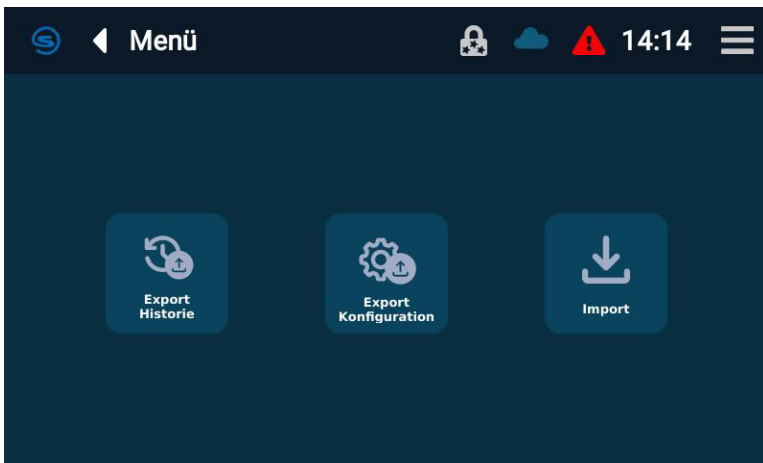 Menü
14:14
Export
Historie
Export
Konfiguration
Import